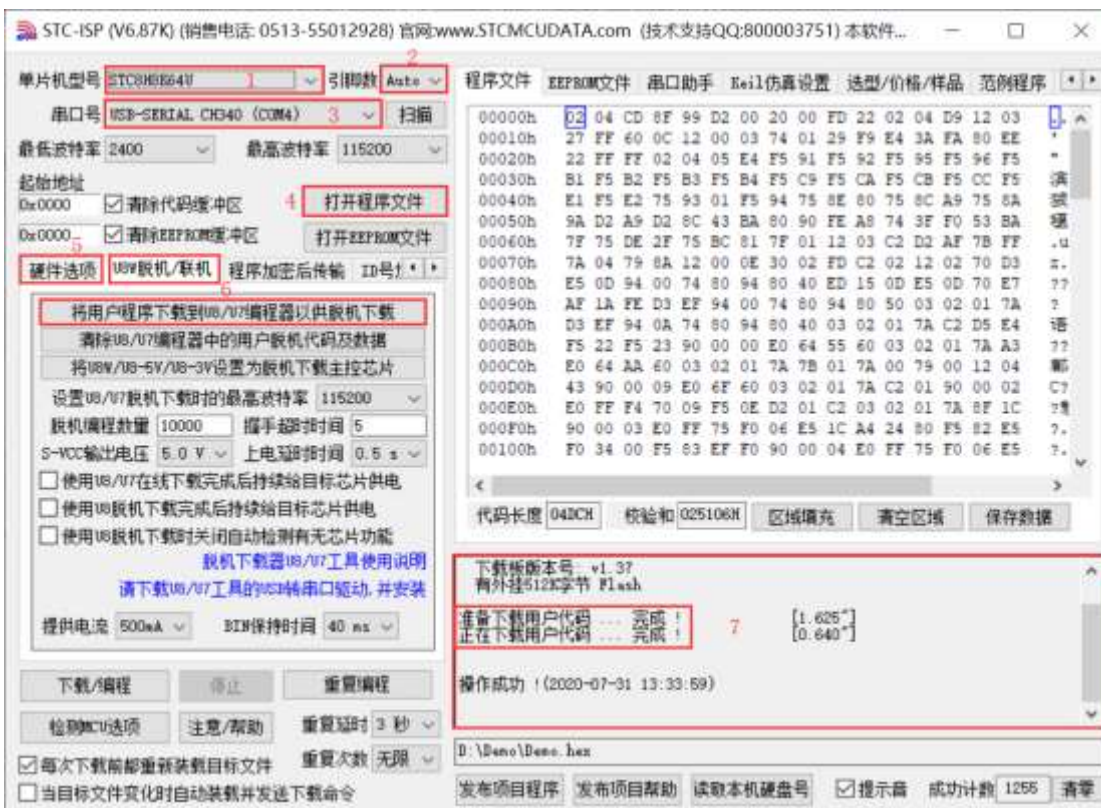 STC-ISP (V6.87K) (销售电话: 0513-55012928) 官网:www.STCMCUDATA.com (技术支持QQ:800003751) 本软件...
单片机型号 STC8H8K64U 1 引脚数 Auto 2
串口号 USB-SERIAL CH340 (COM4) 3 扫描
最低波特率 2400 最高波特率 115200
起始地址
0x0000 清除代码缓冲区 4 打开程序文件
0x0000 清除EEPROM缓冲区 打开EEPROM文件
5
硬件选项 U8W脱机/联机 程序加密后传输
6
将用户程序下载到U8/U7编程器以供脱机下载
清除U8/U7编程器中的用户脱机代码及数据
将U8W/U8-5V/U8-3V设置为脱机下载主控芯片
设置U8/U7脱机下载时的最高波特率 115200
脱机编程数量 10000 握手超时时间 5
S-VCC输出电压 5.0 V 上电延时时间 0.5 s
使用U8/U7在线下载完成后持续给目标芯片供电
使用U8脱机下载完成后持续给目标芯片供电
使用U8脱机下载时关闭自动检测有无芯片功能
脱机下载器U8/U7工具使用说明
请下载U8/U7工具的USB转串口驱动,并安装
提供电流 500mA BIN保持时间 40 ms
下载/编程 停止 重复编程
检测MCU选项 注意/帮助 重复延时 3 秒
重复次数 无限
每次下载前都重新装载目标文件
当目标文件变化时自动装载并发送下载命令
程序文件 EEPROM文件 串口助手 Keil仿真设置 选型/价格/样品 范例程序
00000h 02 04 CD 8F 99 D2 00 20 00 FD 22 02 04 D9 12 03
00010h 27 FF 60 0C 12 00 03 74 01 29 F9 E4 3A FA 80 EE
00020h 22 FF FF 02 04 05 E4 F5 91 F5 92 F5 95 F5 96 F5
00030h B1 F5 B2 F5 B3 F5 B4 F5 C9 F5 CA F5 CB F5 CC F5
00040h E1 F5 E2 75 93 01 F5 94 75 8E 80 75 8C A9 75 8A
00050h 9A D2 A9 D2 8C 43 BA 80 90 FE A8 74 3F F0 53 BA
00060h 7F 75 DE 2F 75 BC 81 7F 01 12 03 C2 D2 AF 7B FF
00070h 7A 04 79 8A 12 00 0E 30 02 FD C2 02 12 02 70 D3
00080h E5 0D 94 00 74 80 94 80 40 ED 15 0D E5 0D 70 E7
00090h AF 1A FE D3 EF 94 00 74 80 94 80 50 03 02 01 7A
000A0h D3 EF 94 0A 74 80 94 80 40 03 02 01 7A C2 D5 E4
000B0h F5 22 F5 23 90 00 00 E0 64 55 60 03 02 01 7A A3
000C0h E0 64 AA 60 03 02 01 7A 7B 01 7A 00 79 00 12 04
000D0h 43 90 00 09 E0 6F 60 03 02 01 7A C2 01 90 00 02
000E0h E0 FF F4 70 09 F5 0E D2 01 C2 03 02 01 7A 8F 1C
000F0h 90 00 03 E0 FF 75 F0 06 E5 1C A4 24 80 F5 82 E5
00100h F0 34 00 F5 83 EF F0 90 00 04 E0 FF 75 F0 06 E5
代码长度 04DCH 校验和 025106H 区域填充 清空区域 保存数据
下载板版本号: v1.37
有外挂512K字节 Flash
准备下载用户代码 ... 完成 ! [1.625"]
正在下载用户代码 ... 完成 ! 7 [0.640"]
操作成功 !(2020-07-31 13:33:59)
D:\Demo\Demo.hex
发布项目程序 发布项目帮助 读取本机硬盘号 提示音 成功计数 1256 清零